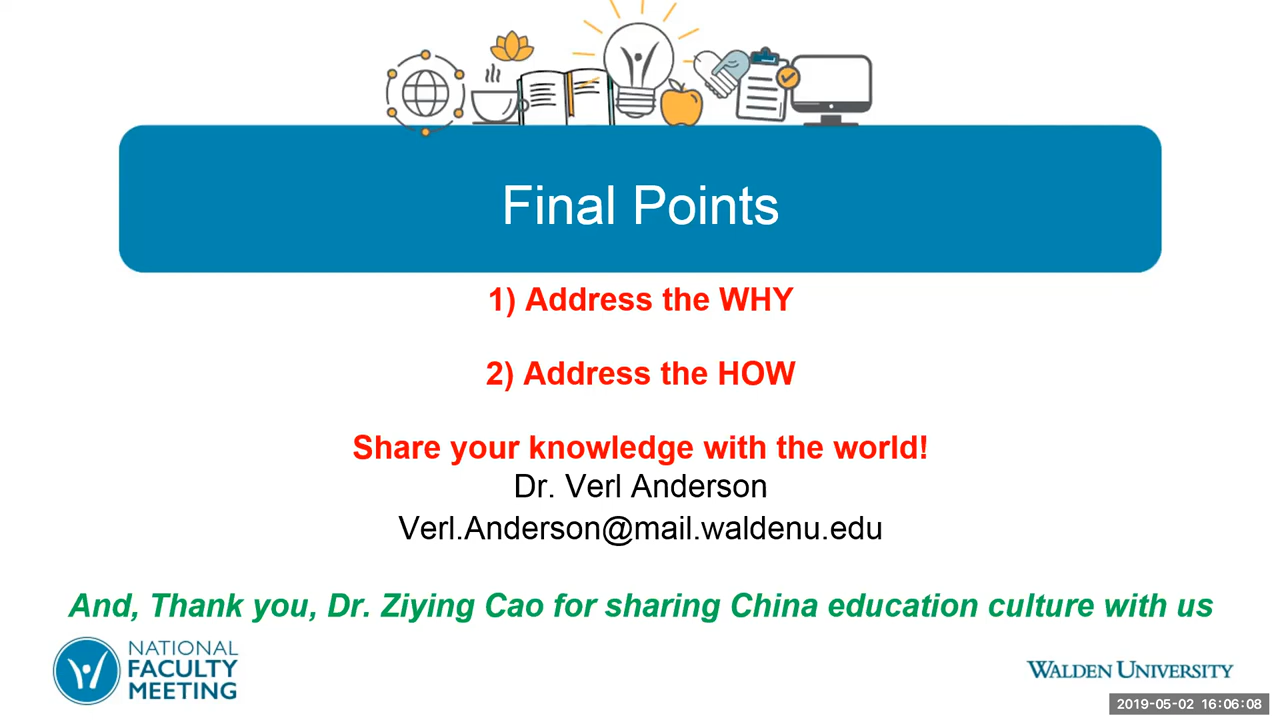 Final Points
1) Address the WHY
2) Address the HOW
Share your knowledge with the world!
Dr. Verl Anderson
Verl.Anderson@mail.waldenu.edu
And, Thank you, Dr. Ziying Cao for sharing China education culture with us
NATIONAL
FACULTY
MEETING
WALDEN UNIVERSITY
2019-05-02 16:06:08